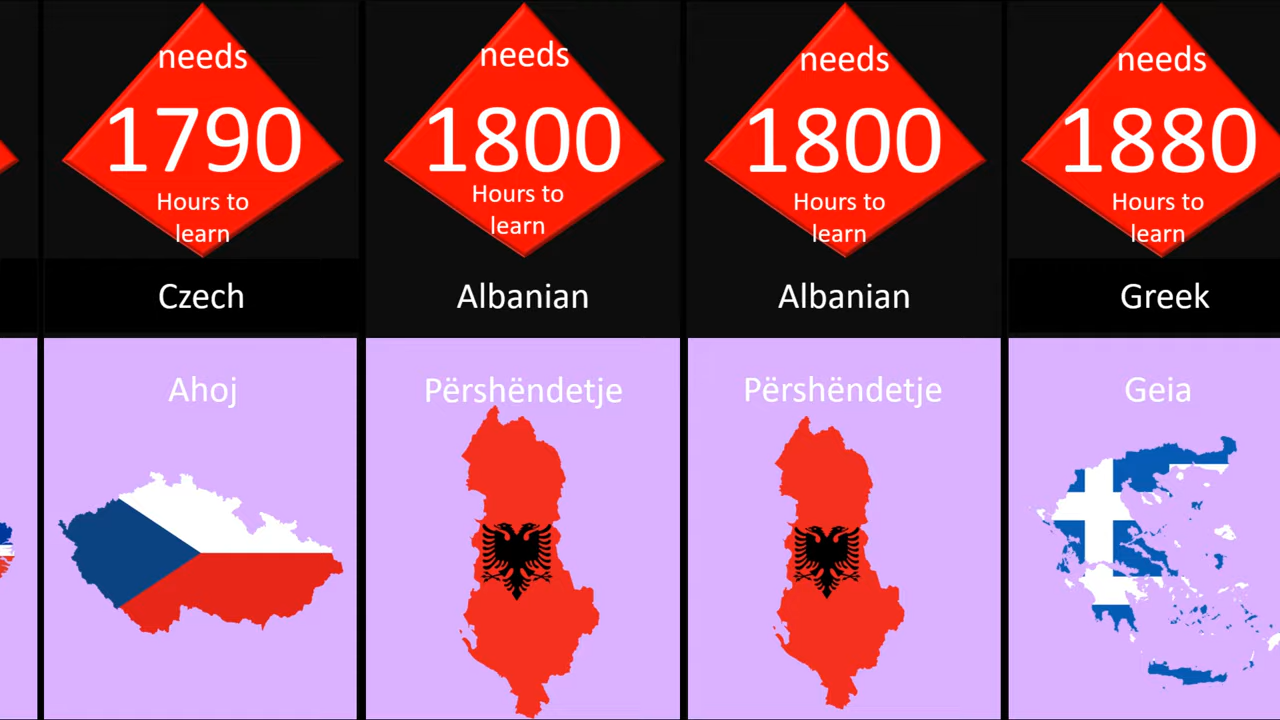 needs
1790
Hours to
learn
Czech
Ahoj
needs
1800
Hours to
learn
Albanian
Përshëndetje
needs
1800
Hours to
learn
Albanian
Përshëndetje
needs
1880
Hours to
learn
Greek
Geia